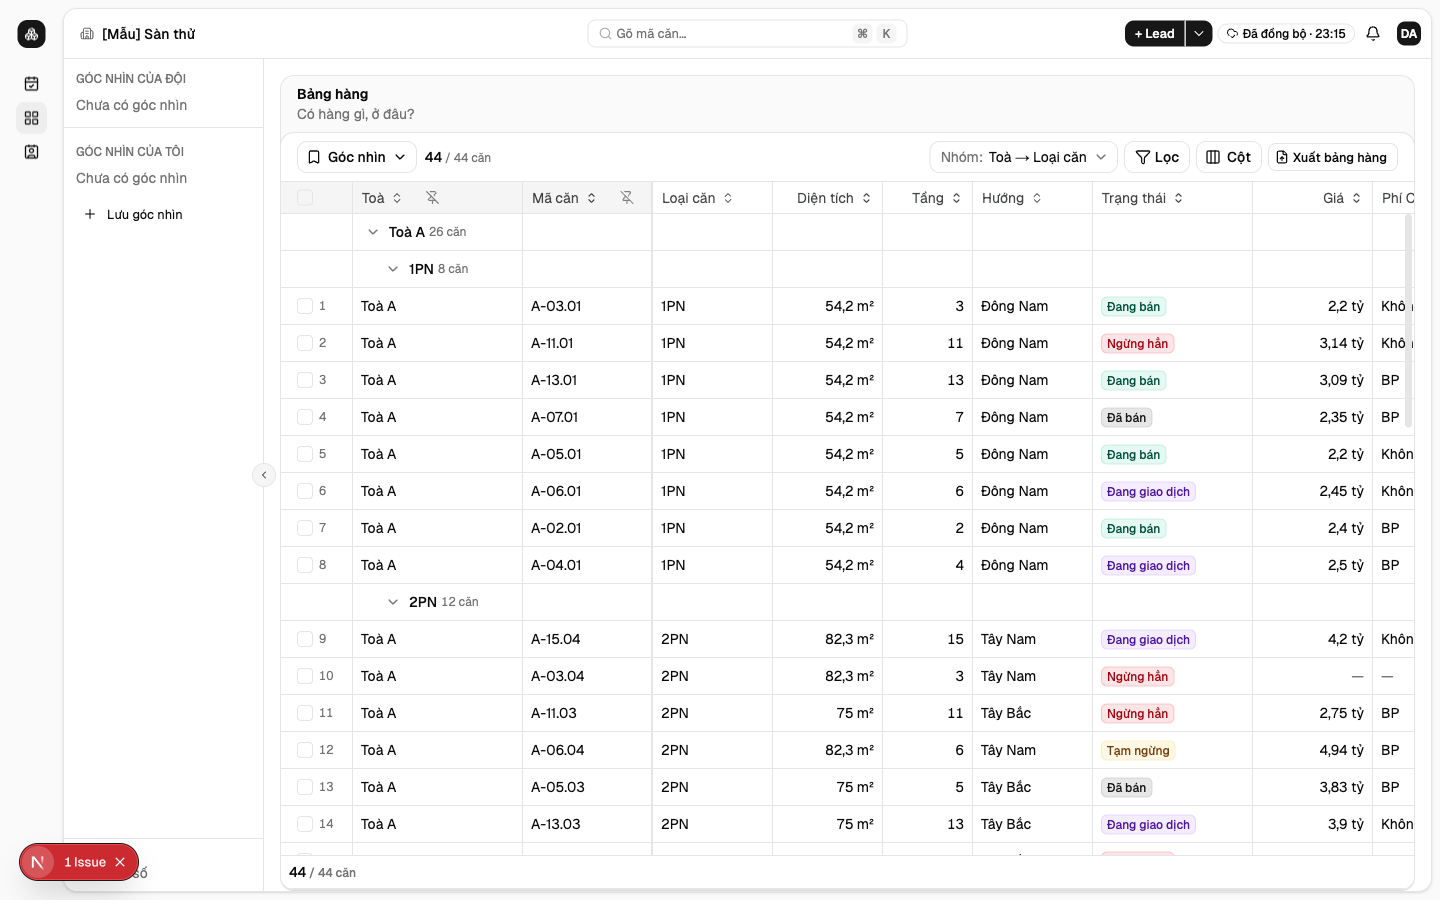 [Mẫu] Sàn thử
Gõ mã căn...
⌘ K
+ Lead
Đã đồng bộ · 23:15
DA
GÓC NHÌN CỦA ĐỘI
Chưa có góc nhìn
GÓC NHÌN CỦA TÔI
Chưa có góc nhìn
+ Lưu góc nhìn
Bảng hàng
Có hàng gì, ở đâu?
Góc nhìn
44 / 44 căn
Nhóm: Toà → Loại căn
Lọc
Cột
Xuất bảng hàng
Toà Mã căn Loại căn Diện tích Tầng Hướng Trạng thái Giá Phí
Toà A 26 căn
1PN 8 căn
1 Toà A A-03.01 1PN 54,2 m² 3 Đông Nam Đang bán 2,2 tỷ
2 Toà A A-11.01 1PN 54,2 m² 11 Đông Nam Ngừng hẳn 3,14 tỷ
3 Toà A A-13.01 1PN 54,2 m² 13 Đông Nam Đang bán 3,09 tỷ BP
4 Toà A A-07.01 1PN 54,2 m² 7 Đông Nam Đã bán 2,35 tỷ BP
5 Toà A A-05.01 1PN 54,2 m² 5 Đông Nam Đang bán 2,2 tỷ Khôn
6 Toà A A-06.01 1PN 54,2 m² 6 Đông Nam Đang giao dịch 2,45 tỷ Khôn
7 Toà A A-02.01 1PN 54,2 m² 2 Đông Nam Đang bán 2,4 tỷ BP
8 Toà A A-04.01 1PN 54,2 m² 4 Đông Nam Đang giao dịch 2,5 tỷ BP
2PN 12 căn
9 Toà A A-15.04 2PN 82,3 m² 15 Tây Nam Đang giao dịch 4,2 tỷ Khôn
10 Toà A A-03.04 2PN 82,3 m² 3 Tây Nam Ngừng hẳn — —
11 Toà A A-11.03 2PN 75 m² 11 Tây Bắc Ngừng hẳn 2,75 tỷ BP
12 Toà A A-06.04 2PN 82,3 m² 6 Tây Nam Tạm ngừng 4,94 tỷ BP
13 Toà A A-05.03 2PN 75 m² 5 Tây Bắc Đã bán 3,83 tỷ BP
14 Toà A A-13.03 2PN 75 m² 13 Tây Bắc Đang giao dịch 3,9 tỷ Khôn
44 / 44 căn
1 Issue
số